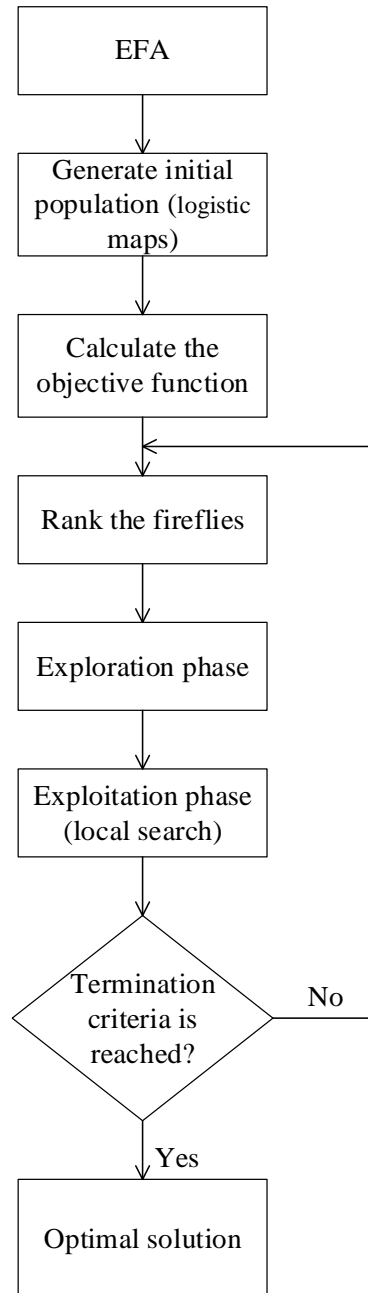 EFA
Generate initial
population (logistic
maps)
Calculate the
objective function
Rank the fireflies
Exploration phase
Exploitation phase
(local search)
Termination
criteria is
reached?
No
Yes
Optimal solution